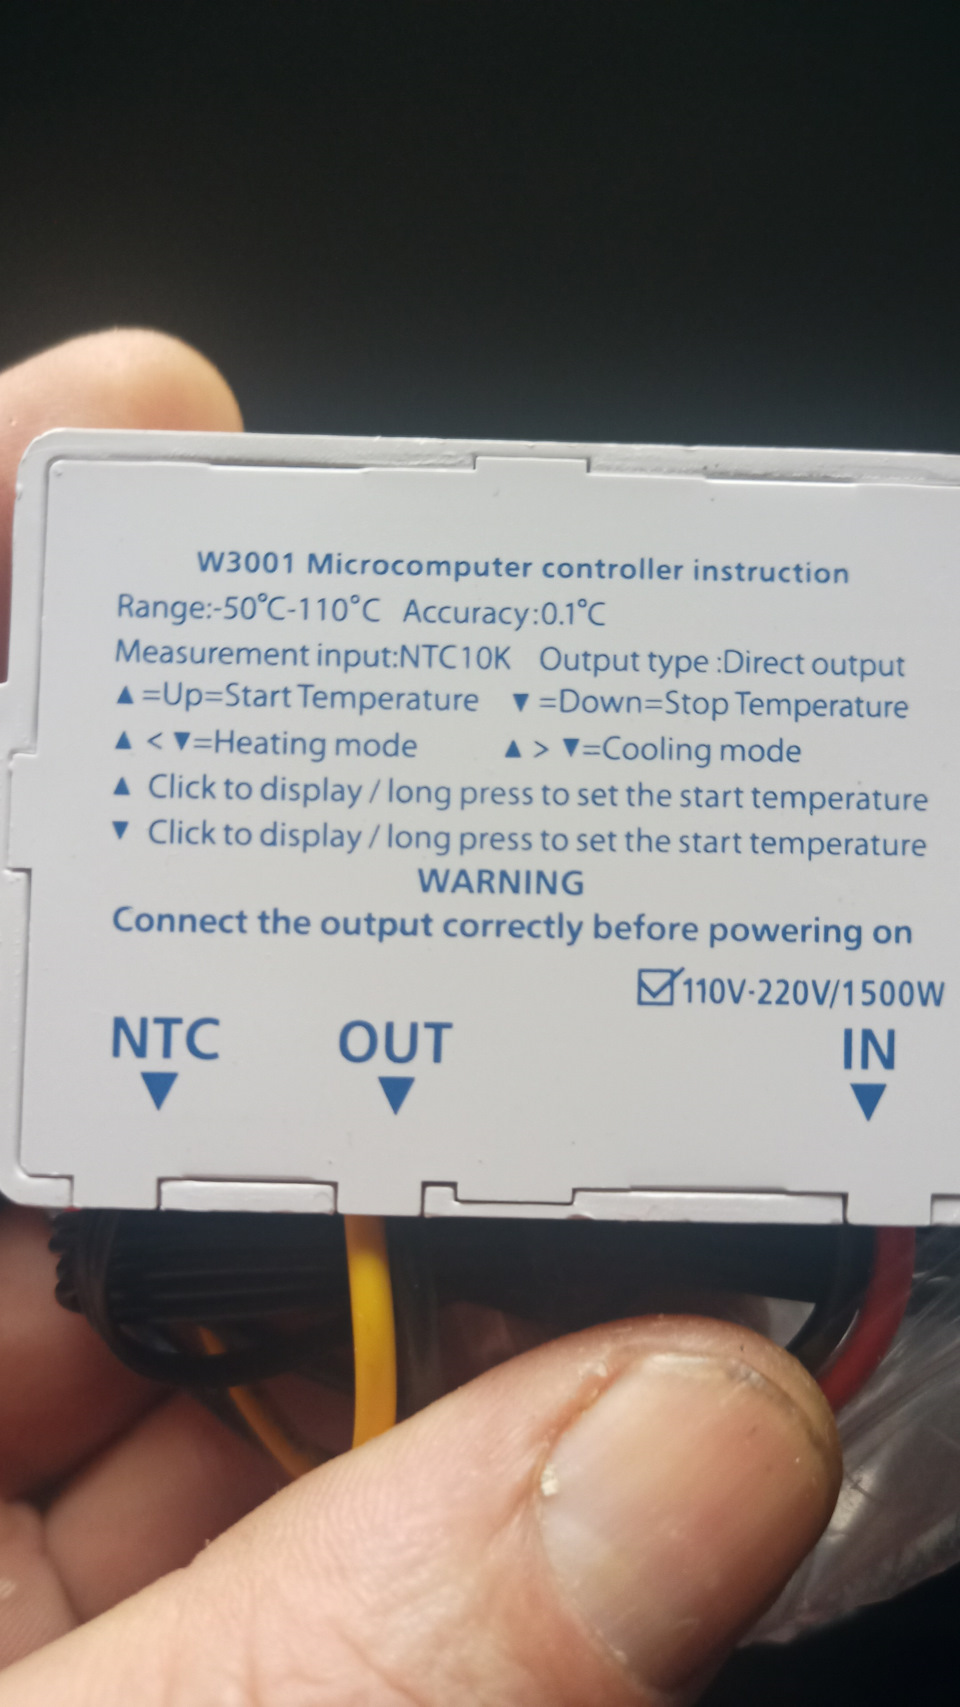 W3001 Microcomputer controller instruction
Range:-50℃-110°C Accuracy:0.1℃
Measurement input:NTC10K Output type :Direct output
▲=Up=Start Temperature ▼=Down=Stop Temperature
▲ < ▼=Heating mode ▲ > ▼=Cooling mode
▲ Click to display / long press to set the start temperature
▼ Click to display / long press to set the start temperature
WARNING
Connect the output correctly before powering on
☑110V-220V/1500W
NTC OUT IN
▼ ▼ ▼